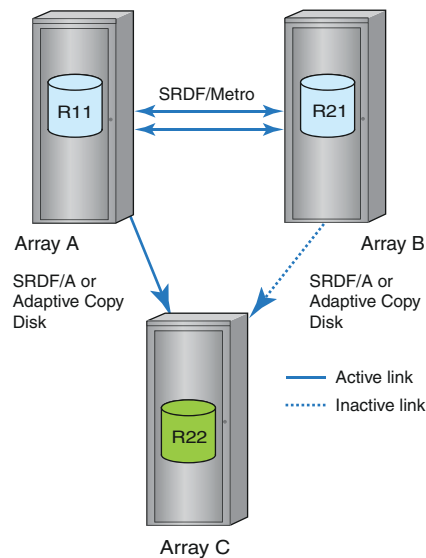 SRDF/Metro
R11
R21
Array A
Array B
SRDF/A or
Adaptive Copy
Disk
SRDF/A or
Adaptive Copy
Disk
Active link
Inactive link
R22
Array C